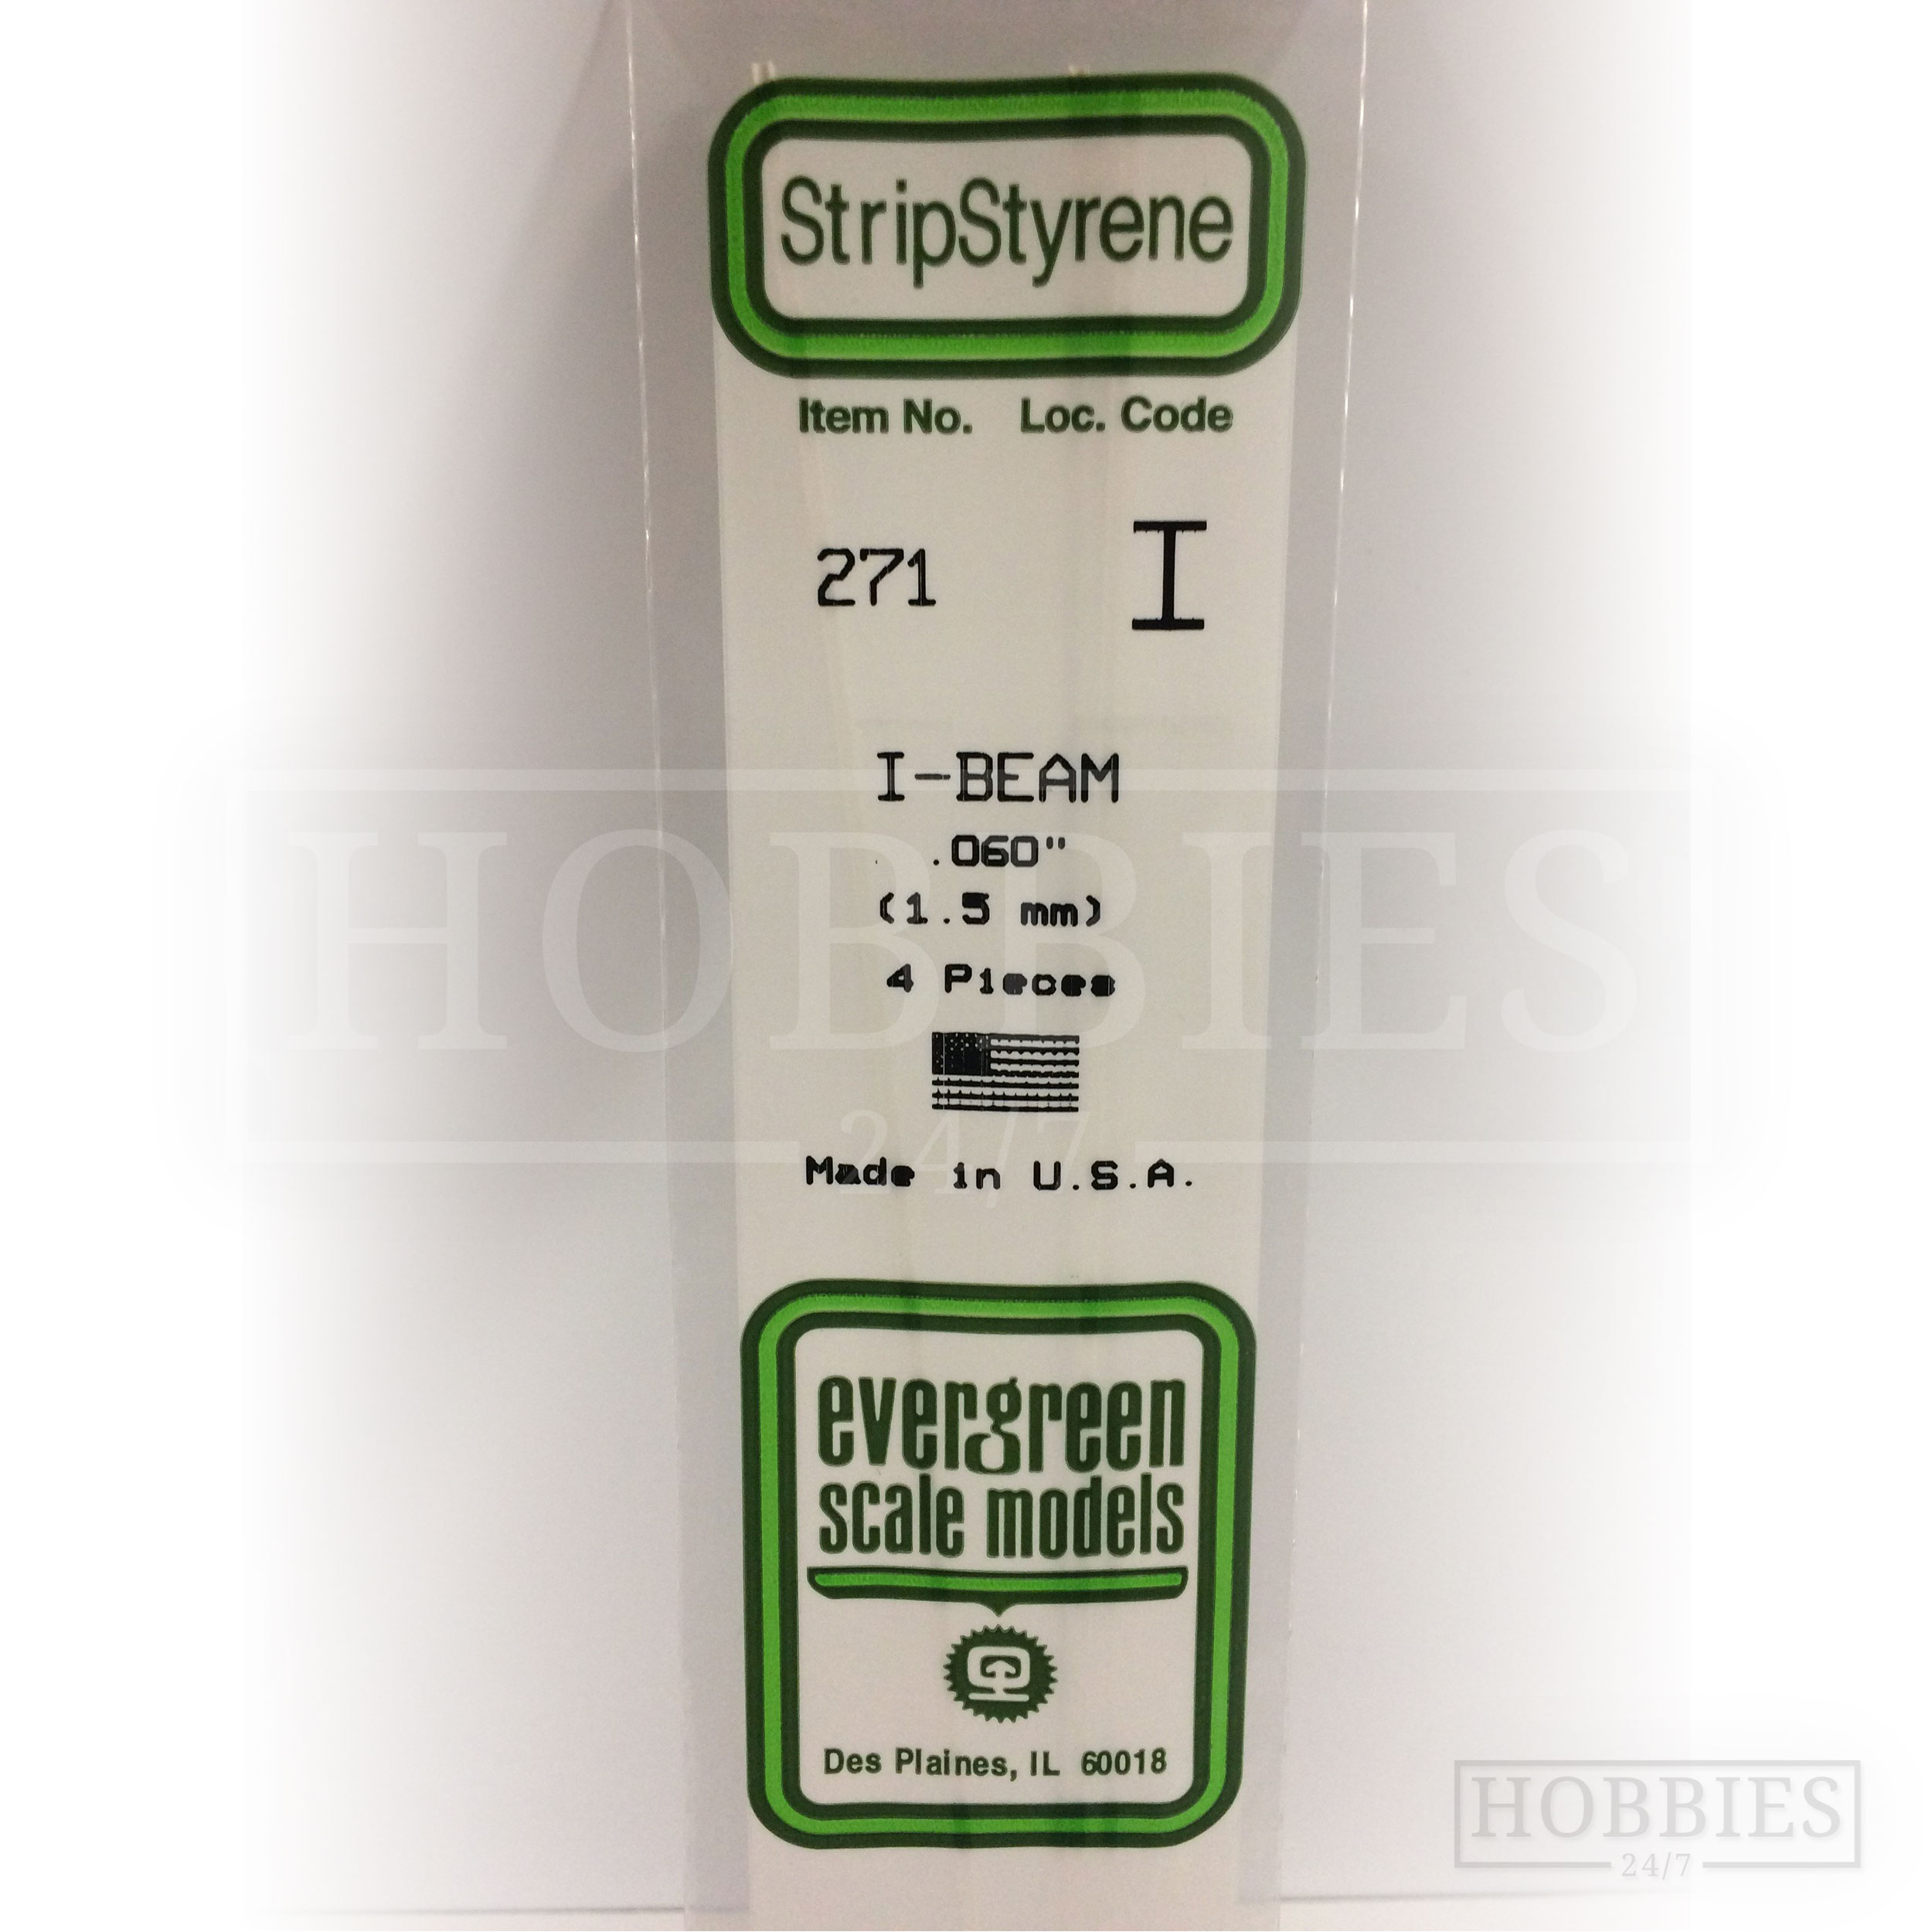 StripStyrene
Item No. Loc. Code
271 I
I-BEAM
.060"
(1.5 mm)
4 Pieces
Made in U.S.A.
evergreen
scale models
Des Plaines, IL 60018
HOBBIES
24/7
HOBBIES
24/7